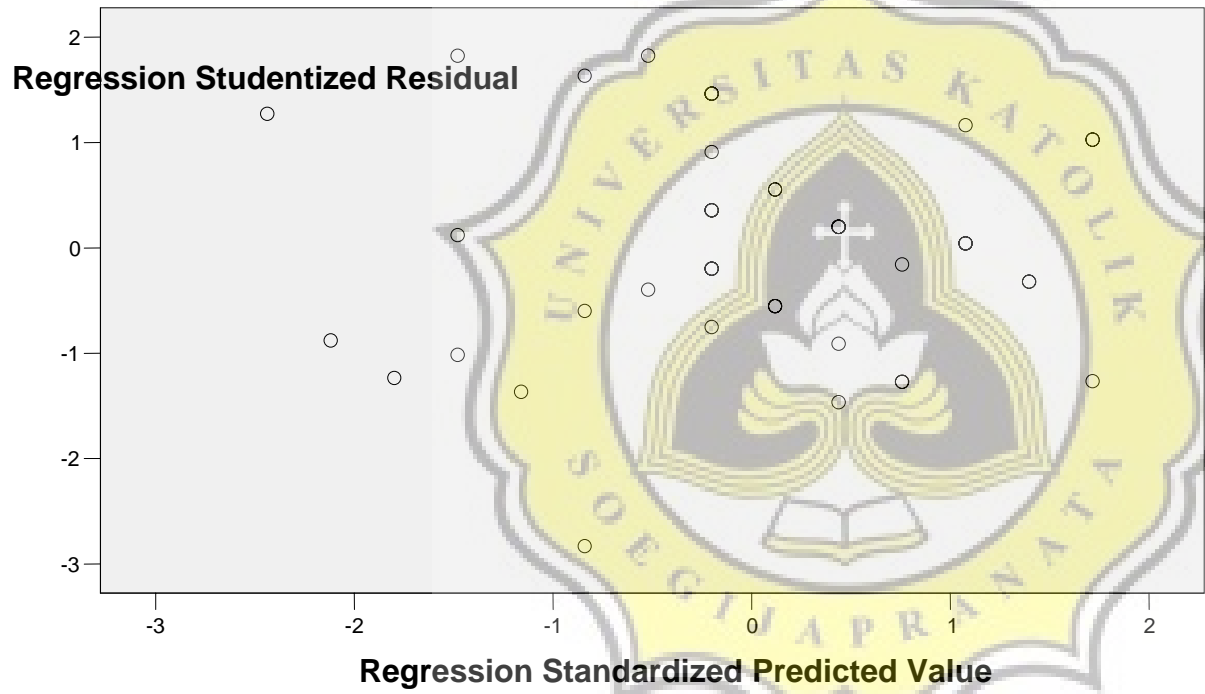 2
Regression Studentized Residual
1
0
-1
-2
-3
-3 -2 -1 0 1 2
Regression Standardized Predicted Value
UNIVERSITAS KATOLIK
SOEGIJAPRANATA